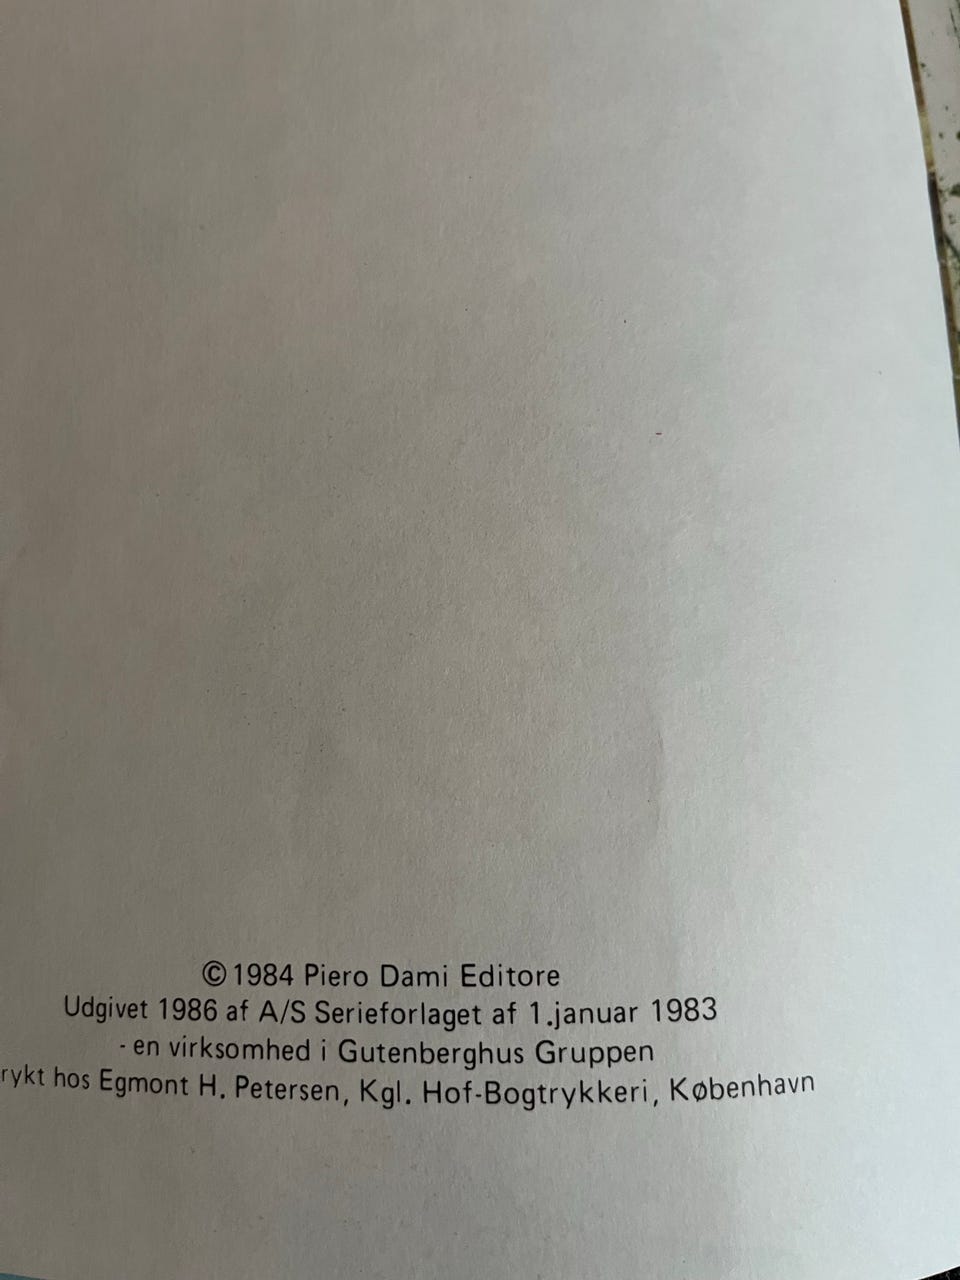 ©1984 Piero Dami Editore
Udgivet 1986 af A/S Serieforlaget af 1.januar 1983
- en virksomhed i Gutenberghus Gruppen
rykt hos Egmont H. Petersen, Kgl. Hof-Bogtrykkeri, København